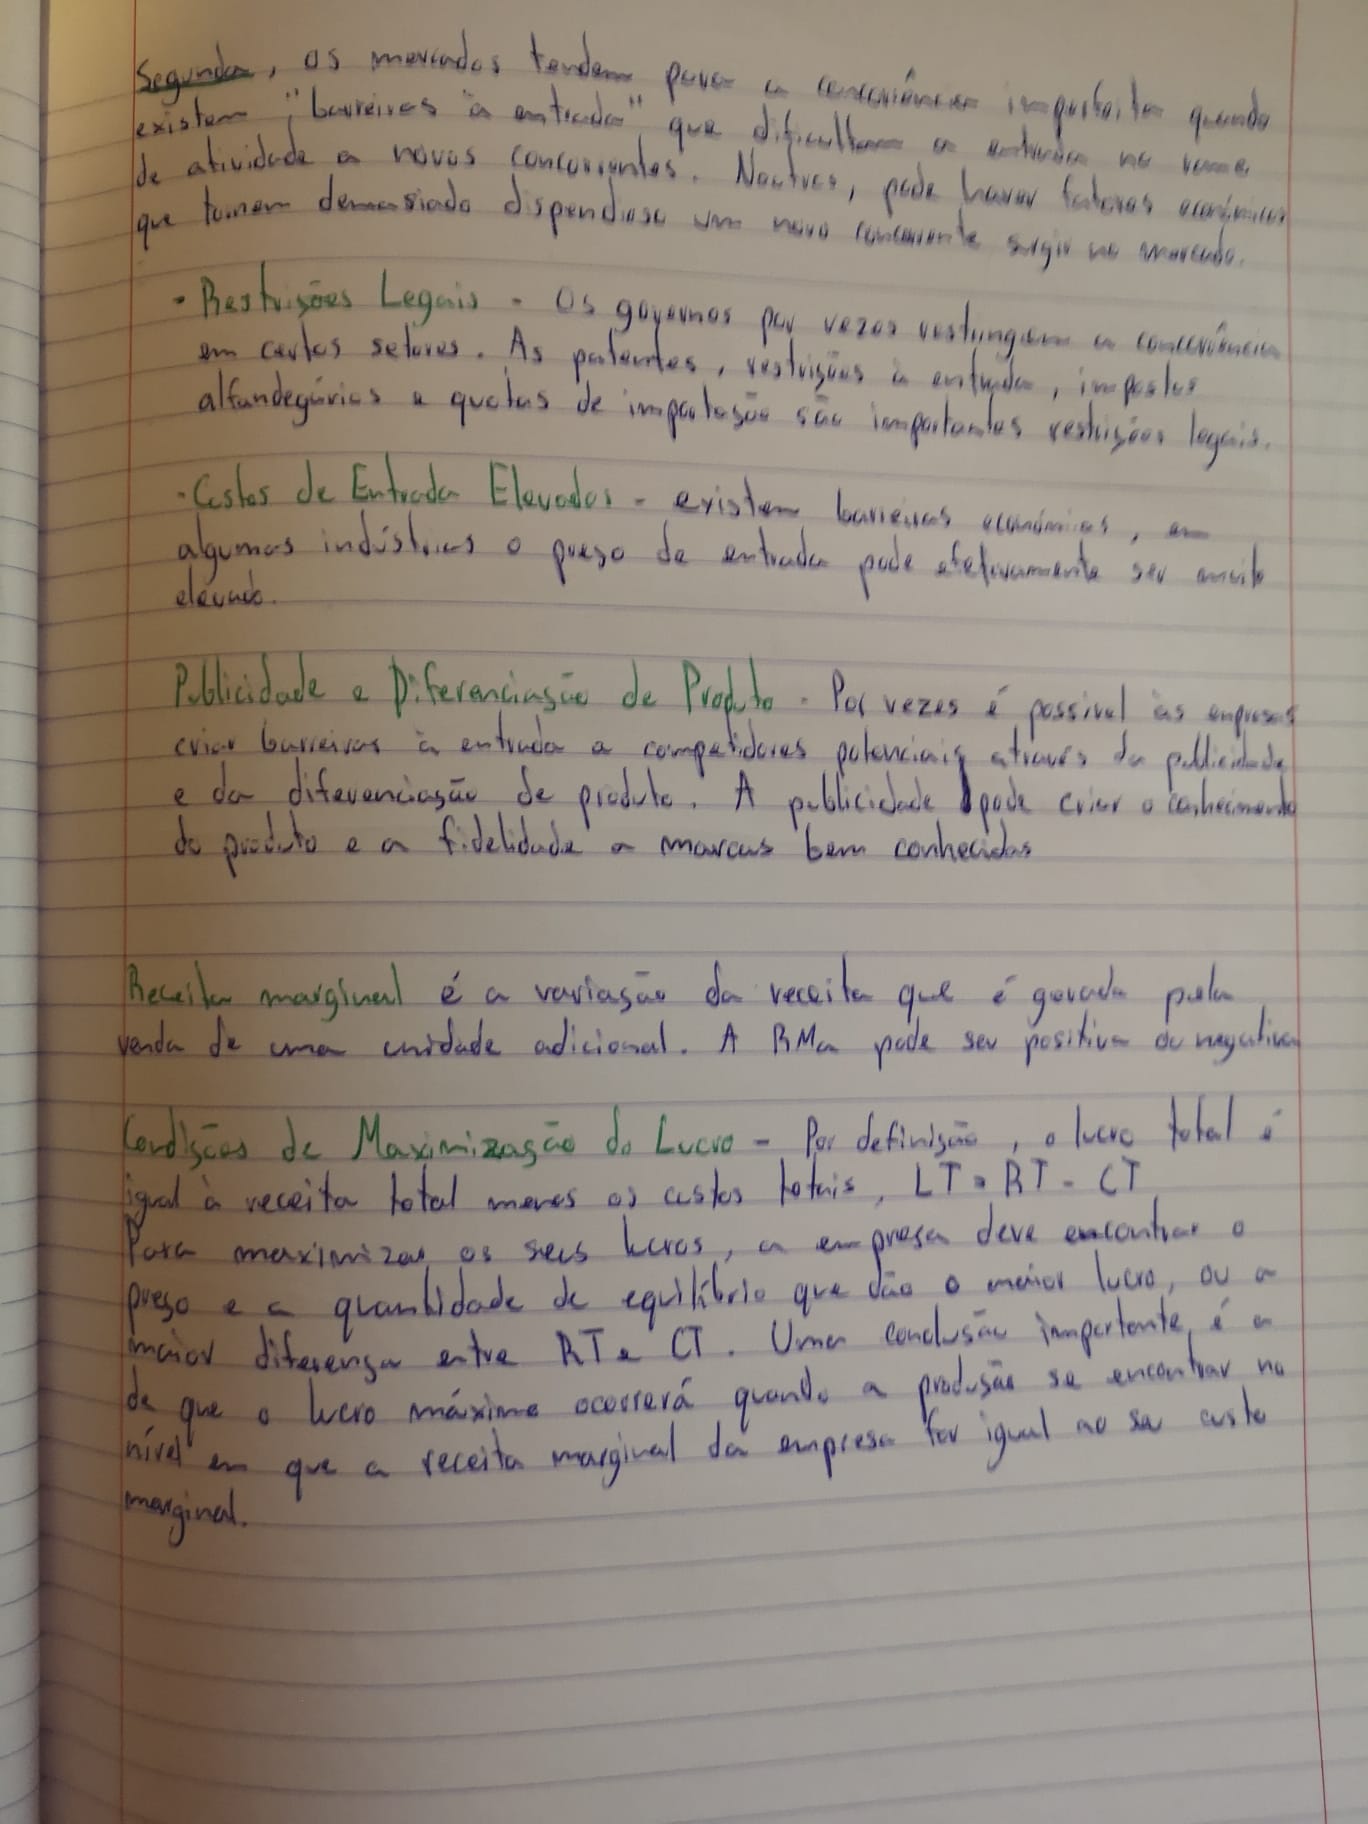 Segunda, os mercados tendem para a concorrência imperfeita quando
existem "barreiras à entrada" que dificultam a entrada no ramo
de atividade a novos concorrentes. Noutros, pode haver fatores económicos
que tornem demasiado dispendioso um novo concorrente surgir no mercado.
- Restrições Legais - Os governos por vezes restringem a concorrência
em certos setores. As patentes, restrições à entrada, impostos
alfandegários e quotas de importação são importantes restrições legais.
- Custos de Entrada Elevados - existem barreiras económicas, em
algumas indústrias o preço de entrada pode efetivamente ser muito
elevado.
Publicidade e Diferenciação de Produto - Por vezes é possivel às empresas
criar barreiras à entrada a competidores potenciais através da publicidade
e da diferenciação de produto. A publicidade pode criar o conhecimento
do produto e a fidelidade a marcas bem conhecidas
Receita marginal é a variação da receita que é gerada pela
venda de uma unidade adicional. A RMa pode ser positiva ou negativa
Condições de Maximização do Lucro - Por definição, o lucro total é
igual à receita total menos os custos totais, LT = RT - CT
Para maximizar os seus lucros, a empresa deve encontrar o
preço e a quantidade de equilíbrio que dão o maior lucro, ou a
maior diferença entre RT e CT. Uma conclusão importante, é a
de que o lucro máximo ocorrerá quando a produção se encontrar no
nível em que a receita marginal da empresa for igual ao su custo
marginal.